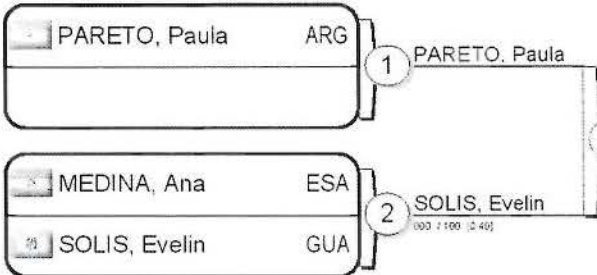 PARETO, Paula ARG
1
PARETO, Paula
MEDINA, Ana ESA
2
SOLIS, Evelin
SOLIS, Evelin GUA